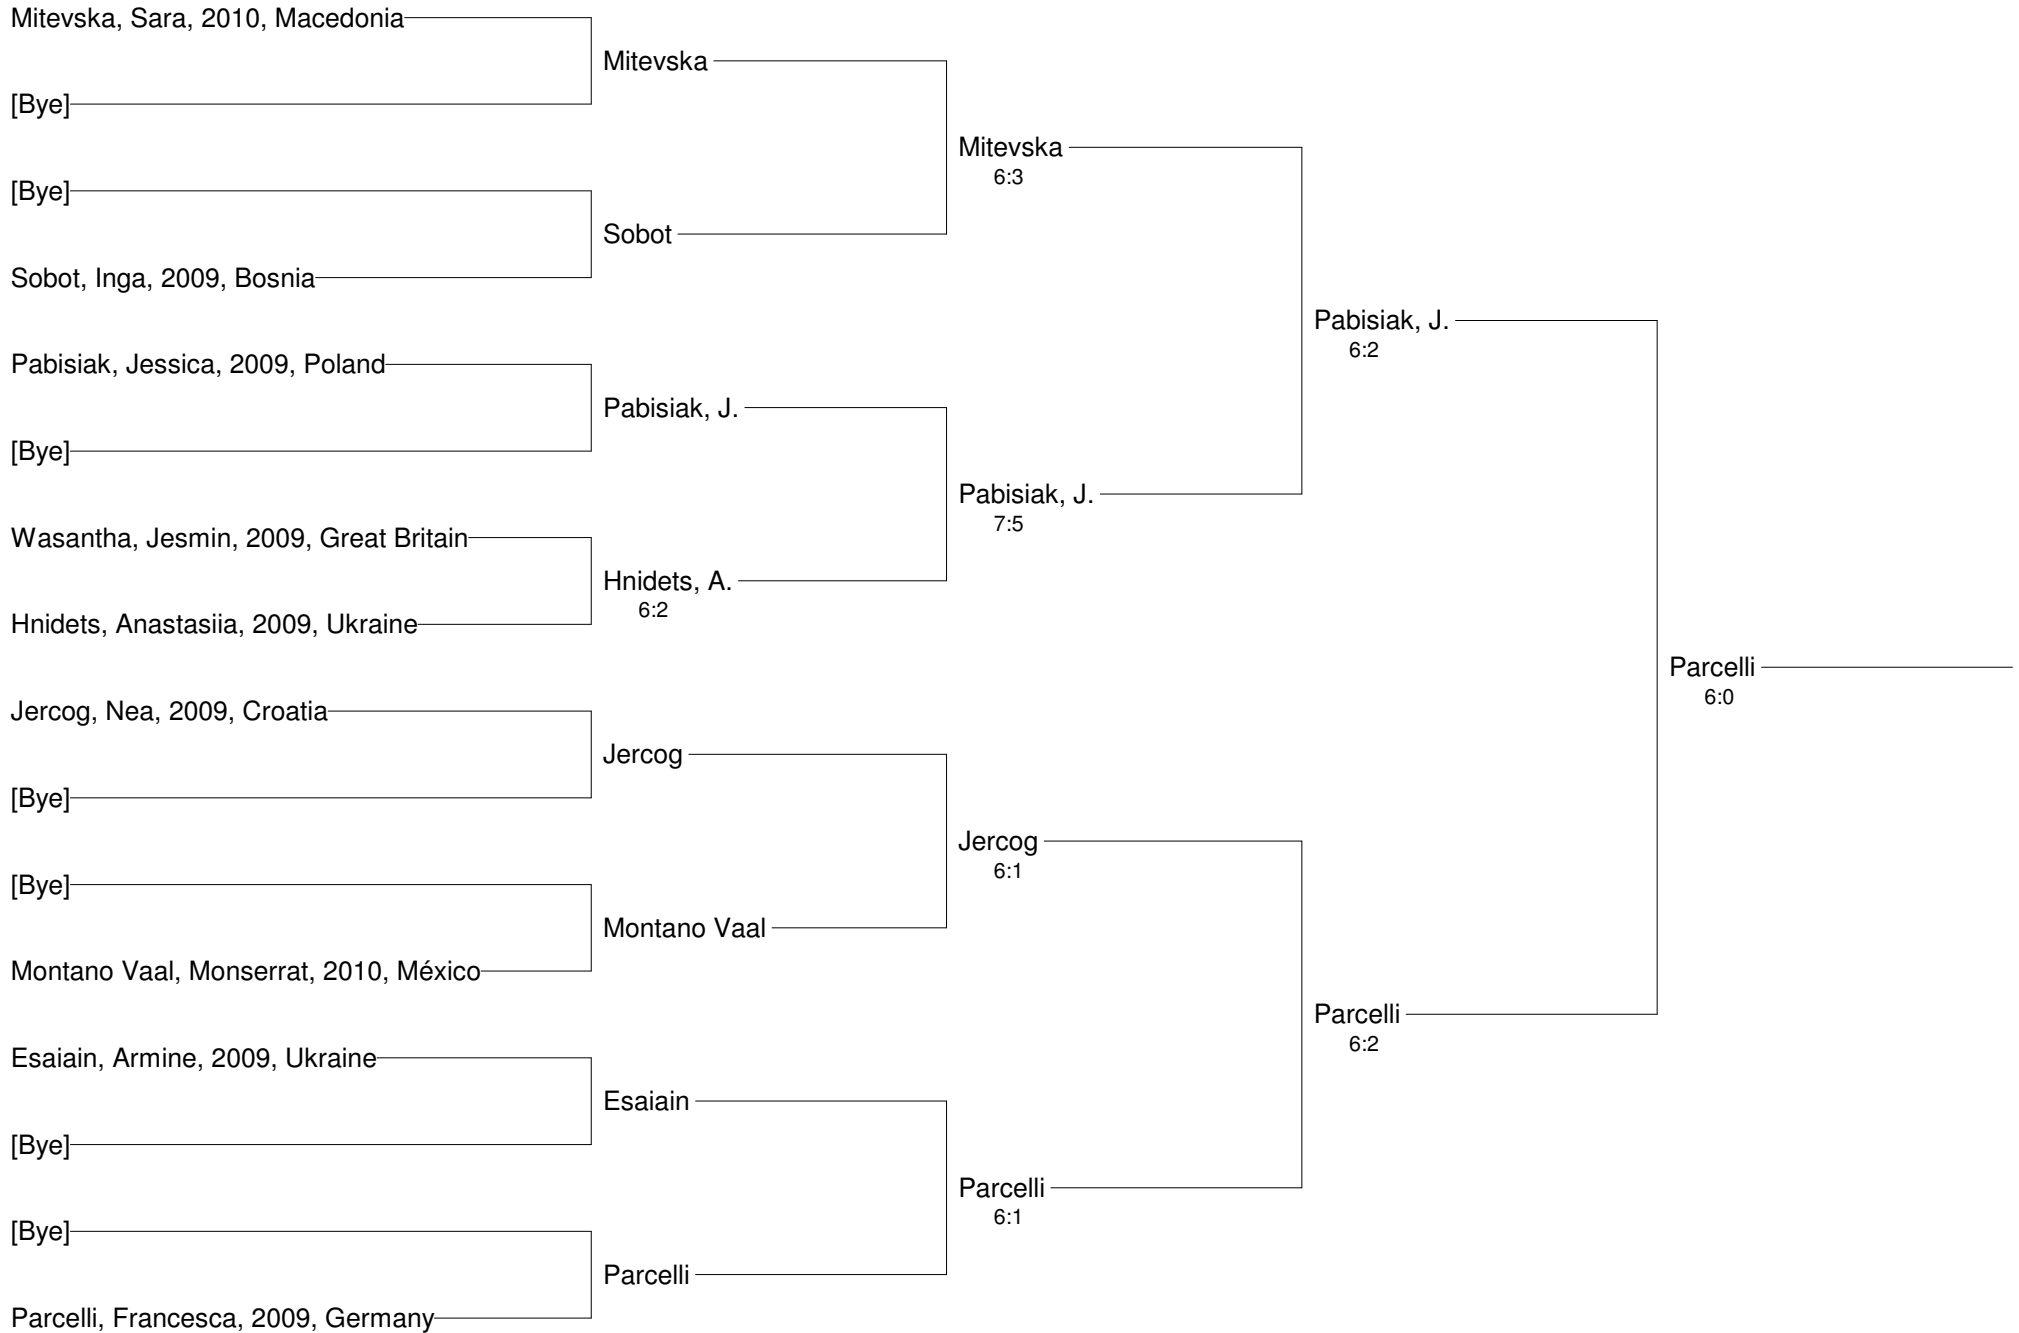 Mitevska, Sara, 2010, Macedonia
[Bye]
[Bye]
Sobot, Inga, 2009, Bosnia
Pabisiak, Jessica, 2009, Poland
[Bye]
Wasantha, Jesmin, 2009, Great Britain
Hnidets, Anastasiia, 2009, Ukraine
Jercog, Nea, 2009, Croatia
[Bye]
[Bye]
Montano Vaal, Monserrat, 2010, México
Esaiain, Armine, 2009, Ukraine
[Bye]
[Bye]
Parcelli, Francesca, 2009, Germany
Mitevska
Sobot
Pabisiak, J.
Hnidets, A.
6:2
Jercog
Montano Vaal
Esaiain
Parcelli
Mitevska
6:3
Pabisiak, J.
7:5
Jercog
6:1
Parcelli
6:1
Pabisiak, J.
6:2
Parcelli
6:2
Parcelli
6:0